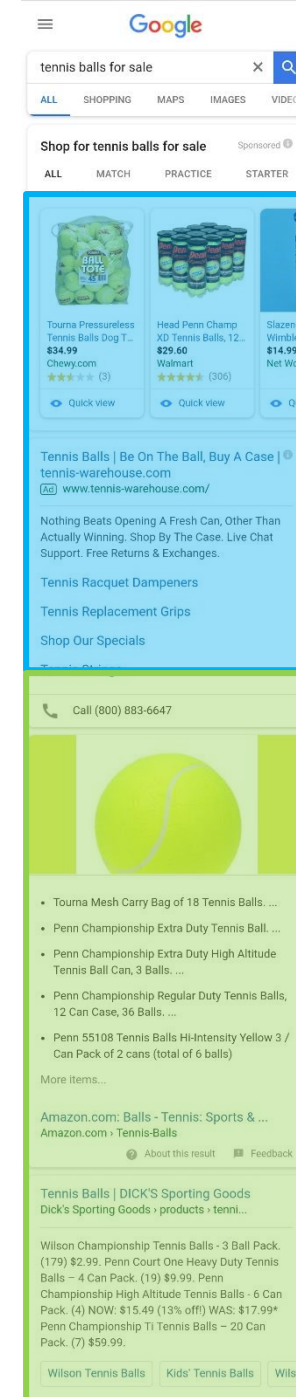 Google
tennis balls for sale
ALL SHOPPING MAPS IMAGES VIDEO
Shop for tennis balls for sale Sponsored
ALL MATCH PRACTICE STARTER
BALL
TOTE
Tourna Pressureless
Tennis Balls Dog T...
$34.99
Chewy.com
(3)
Quick view
Head Penn Champ
XD Tennis Balls, 12...
$29.60
Walmart
(306)
Quick view
Slazen
Wimble
$14.99
Net Wo
Q
Tennis Balls | Be On The Ball, Buy A Case |
tennis-warehouse.com
Ad www.tennis-warehouse.com/
Nothing Beats Opening A Fresh Can, Other Than
Actually Winning. Shop By The Case. Live Chat
Support. Free Returns & Exchanges.
Tennis Racquet Dampeners
Tennis Replacement Grips
Shop Our Specials
Call (800) 883-6647
• Tourna Mesh Carry Bag of 18 Tennis Balls. ...
• Penn Championship Extra Duty Tennis Ball. ...
• Penn Championship Extra Duty High Altitude
Tennis Ball Can, 3 Balls. ...
• Penn Championship Regular Duty Tennis Balls,
12 Can Case, 36 Balls. ...
• Penn 55108 Tennis Balls Hi-Intensity Yellow 3 /
Can Pack of 2 cans (total of 6 balls)
More items...
Amazon.com: Balls - Tennis: Sports & ...
Amazon.com › Tennis-Balls
About this result Feedback
Tennis Balls | DICK'S Sporting Goods
Dick's Sporting Goods › products › tenni...
Wilson Championship Tennis Balls - 3 Ball Pack.
(179) $2.99. Penn Court One Heavy Duty Tennis
Balls – 4 Can Pack. (19) $9.99. Penn
Championship High Altitude Tennis Balls - 6 Can
Pack. (4) NOW: $15.49 (13% off!) WAS: $17.99*
Penn Championship Ti Tennis Balls – 20 Can
Pack. (7) $59.99.
Wilson Tennis Balls Kids' Tennis Balls Wils